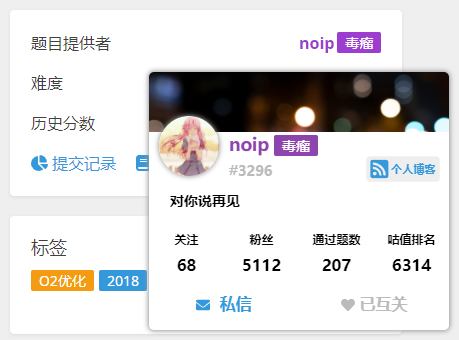 题目提供者 noip 毒瘤
难度
历史分数
提交记录
标签
O2优化 2018
noip 毒瘤
#3296 个人博客
对你说再见
关注 粉丝 通过题数 咕值排名
68 5112 207 6314
私信 已互关